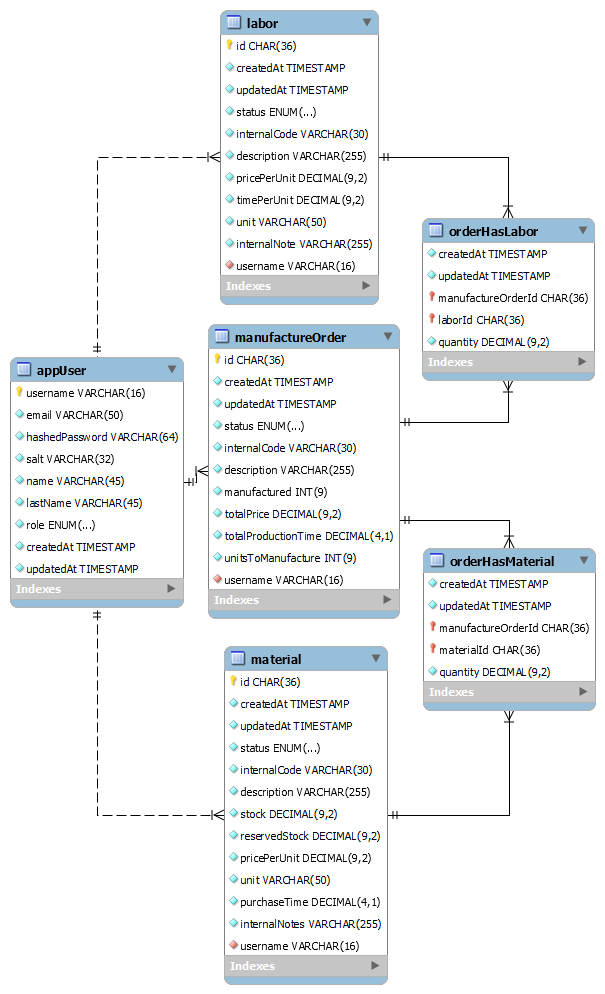 labor
id CHAR(36)
createdAt TIMESTAMP
updatedAt TIMESTAMP
status ENUM(...)
internalCode VARCHAR(30)
description VARCHAR(255)
pricePerUnit DECIMAL(9,2)
timePerUnit DECIMAL(9,2)
unit VARCHAR(50)
internalNote VARCHAR(255)
username VARCHAR(16)
Indexes
orderHasLabor
createdAt TIMESTAMP
updatedAt TIMESTAMP
manufactureOrderId CHAR(36)
laborId CHAR(36)
quantity DECIMAL(9,2)
Indexes
manufactureOrder
id CHAR(36)
createdAt TIMESTAMP
updatedAt TIMESTAMP
status ENUM(...)
internalCode VARCHAR(30)
description VARCHAR(255)
manufactured INT(9)
totalPrice DECIMAL(9,2)
totalProductionTime DECIMAL(4,1)
unitsToManufacture INT(9)
username VARCHAR(16)
Indexes
appUser
username VARCHAR(16)
email VARCHAR(50)
hashedPassword VARCHAR(64)
salt VARCHAR(32)
name VARCHAR(45)
lastName VARCHAR(45)
role ENUM(...)
createdAt TIMESTAMP
updatedAt TIMESTAMP
Indexes
orderHasMaterial
createdAt TIMESTAMP
updatedAt TIMESTAMP
manufactureOrderId CHAR(36)
materialId CHAR(36)
quantity DECIMAL(9,2)
Indexes
material
id CHAR(36)
createdAt TIMESTAMP
updatedAt TIMESTAMP
status ENUM(...)
internalCode VARCHAR(30)
description VARCHAR(255)
stock DECIMAL(9,2)
reservedStock DECIMAL(9,2)
pricePerUnit DECIMAL(9,2)
unit VARCHAR(50)
purchaseTime DECIMAL(4,1)
internalNotes VARCHAR(255)
username VARCHAR(16)
Indexes